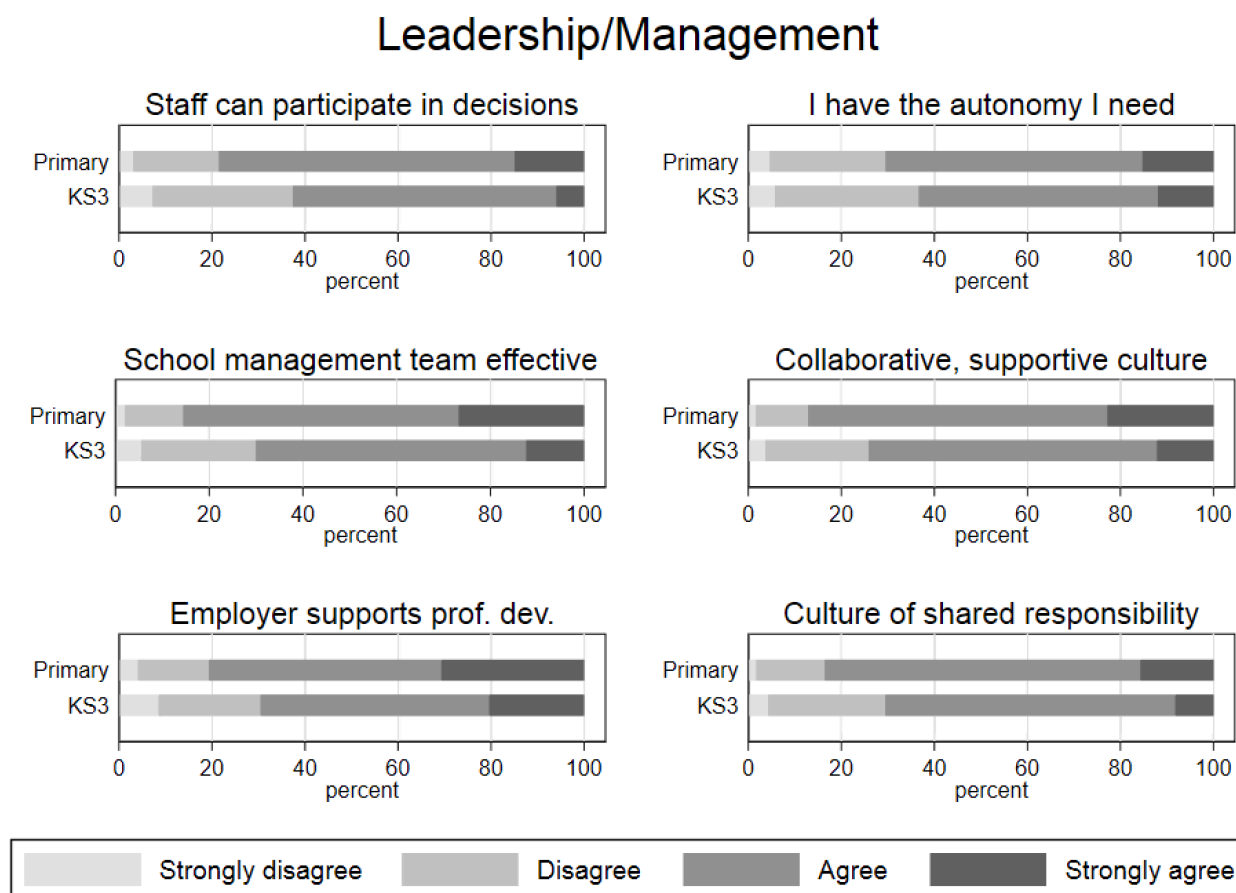 Leadership/Management
Staff can participate in decisions
Primary
KS3
0 20 40 60 80 100
percent
I have the autonomy I need
Primary
KS3
0 20 40 60 80 100
percent
School management team effective
Primary
KS3
0 20 40 60 80 100
percent
Collaborative, supportive culture
Primary
KS3
0 20 40 60 80 100
percent
Employer supports prof. dev.
Primary
KS3
0 20 40 60 80 100
percent
Culture of shared responsibility
Primary
KS3
0 20 40 60 80 100
percent
Strongly disagree Disagree Agree Strongly agree